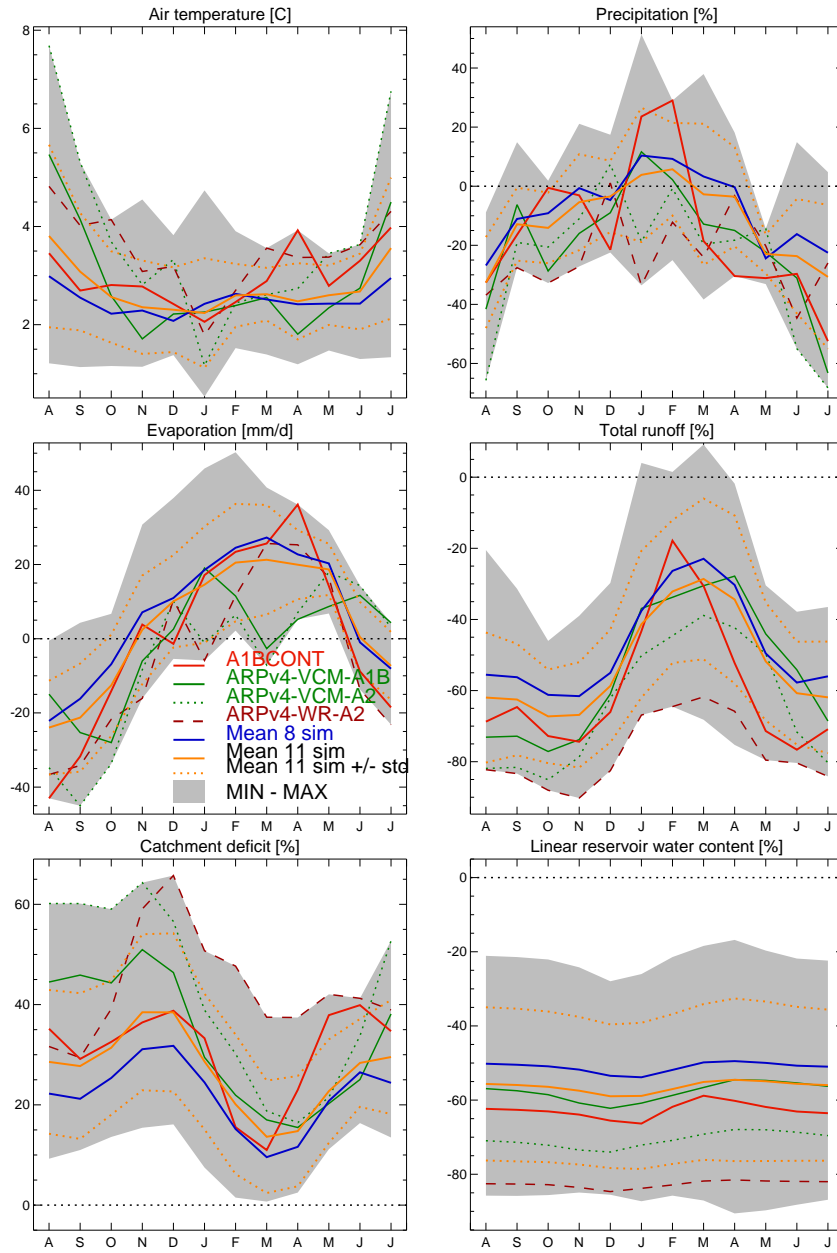 Air temperature [C]
8
6
4
2
A S O N D J F M A M J J
Precipitation [%]
40
20
0
-20
-40
-60
A S O N D J F M A M J J
Evaporation [mm/d]
40
20
0
-20
-40
A1BCONT
ARPv4-VCM-A1B
ARPv4-VCM-A2
ARPv4-WR-A2
Mean 8 sim
Mean 11 sim
Mean 11 sim +/- std
MIN - MAX
A S O N D J F M A M J J
Total runoff [%]
0
-20
-40
-60
-80
A S O N D J F M A M J J
Catchment deficit [%]
60
40
20
0
A S O N D J F M A M J J
Linear reservoir water content [%]
0
-20
-40
-60
-80
A S O N D J F M A M J J